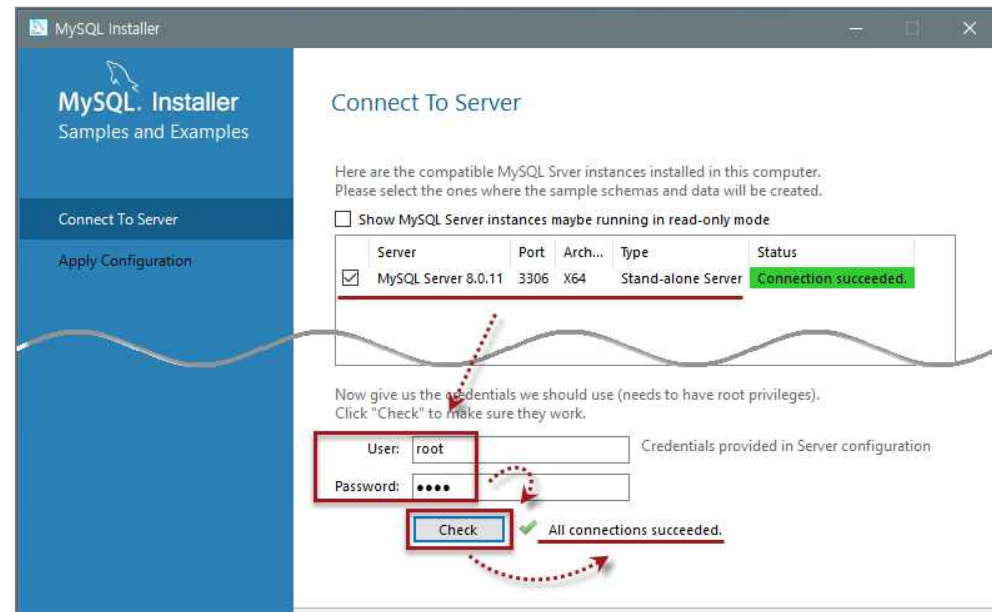 MySQL Installer
MySQL. Installer
Samples and Examples
Connect To Server
Apply Configuration
Connect To Server
Here are the compatible MySQL Srver instances installed in this computer.
Please select the ones where the sample schemas and data will be created.
Show MySQL Server instances maybe running in read-only mode
Server Port Arch... Type Status
MySQL Server 8.0.11 3306 X64 Stand-alone Server Connection succeeded.
Now give us the credentials we should use (needs to have root privileges).
Click "Check" to make sure they work.
User: root Credentials provided in Server configuration
Password: ●●●●
Check All connections succeeded.